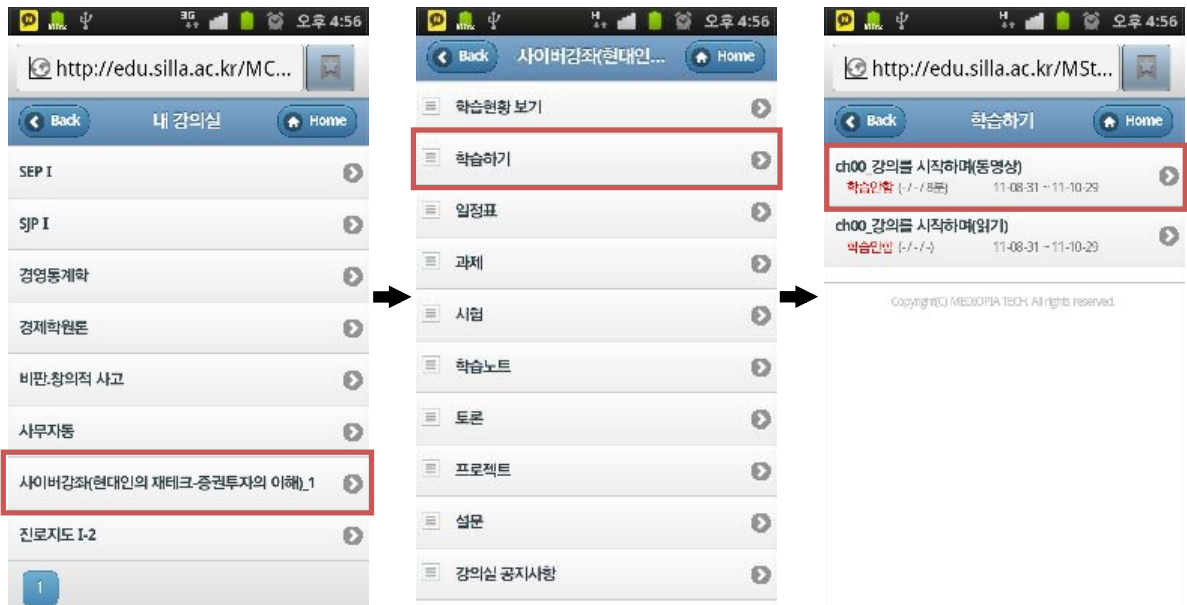 3G
오후 4:56
http://edu.silla.ac.kr/MC...
Back
내 강의실
Home
SEP I
SJP I
경영통계학
경제학원론
비판.창의적 사고
사무자동
사이버강좌(현대인의 재테크-증권투자의 이해)_1
진로지도 I-2
1
H
오후 4:56
Back
사이버강좌(현대인...
Home
학습현황 보기
학습하기
일정표
과제
시험
학습노트
토론
프로젝트
설문
강의실 공지사항
H
오후 4:56
http://edu.silla.ac.kr/MSt...
Back
학습하기
Home
ch00_강의를 시작하며(동영상)
학습안함 (-/-/8분) 11-08-31 ~ 11-10-29
ch00_강의를 시작하며(읽기)
학습안함 (-/-/-) 11-08-31 ~ 11-10-29
Copyright(C) MEDIOPIA TECH. All rights reserved.